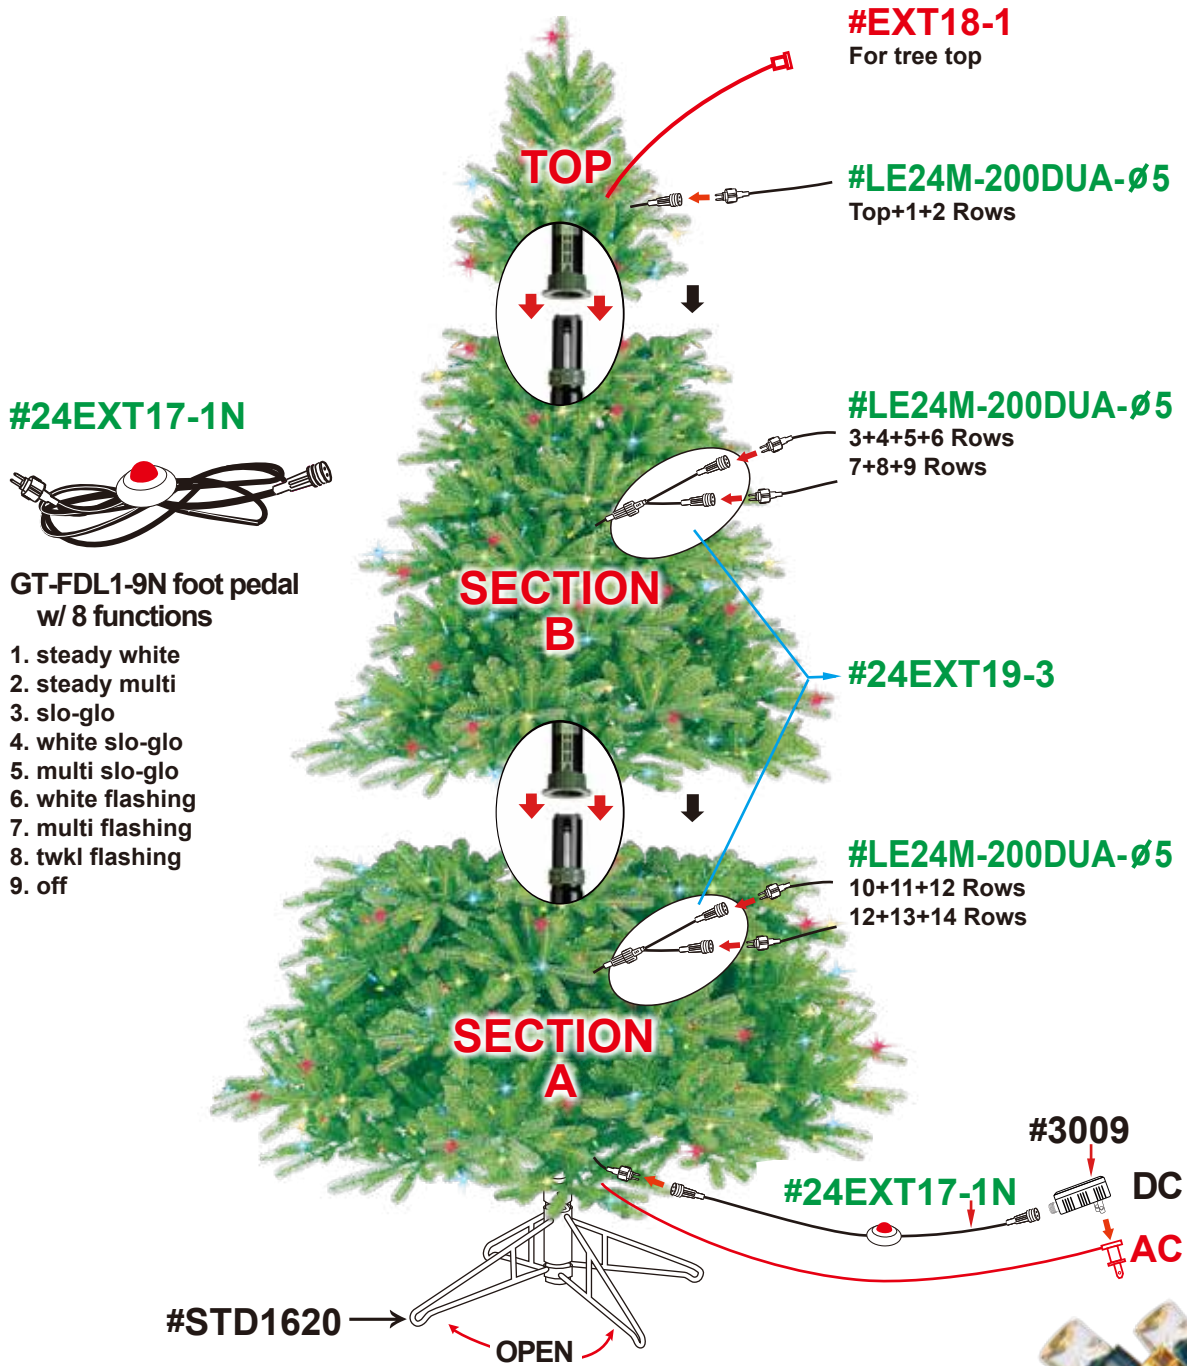 #EXT18-1
For tree top
TOP
#LE24M-200DUA-ø5
Top+1+2 Rows
#24EXT17-1N
#LE24M-200DUA-ø5
3+4+5+6 Rows
7+8+9 Rows
GT-FDL1-9N foot pedal
w/ 8 functions
1. steady white
2. steady multi
3. slo-glo
4. white slo-glo
5. multi slo-glo
6. white flashing
7. multi flashing
8. twkl flashing
9. off
SECTION
B
#24EXT19-3
#LE24M-200DUA-ø5
10+11+12 Rows
12+13+14 Rows
SECTION
A
#3009
DC
#24EXT17-1N
AC
#STD1620
OPEN